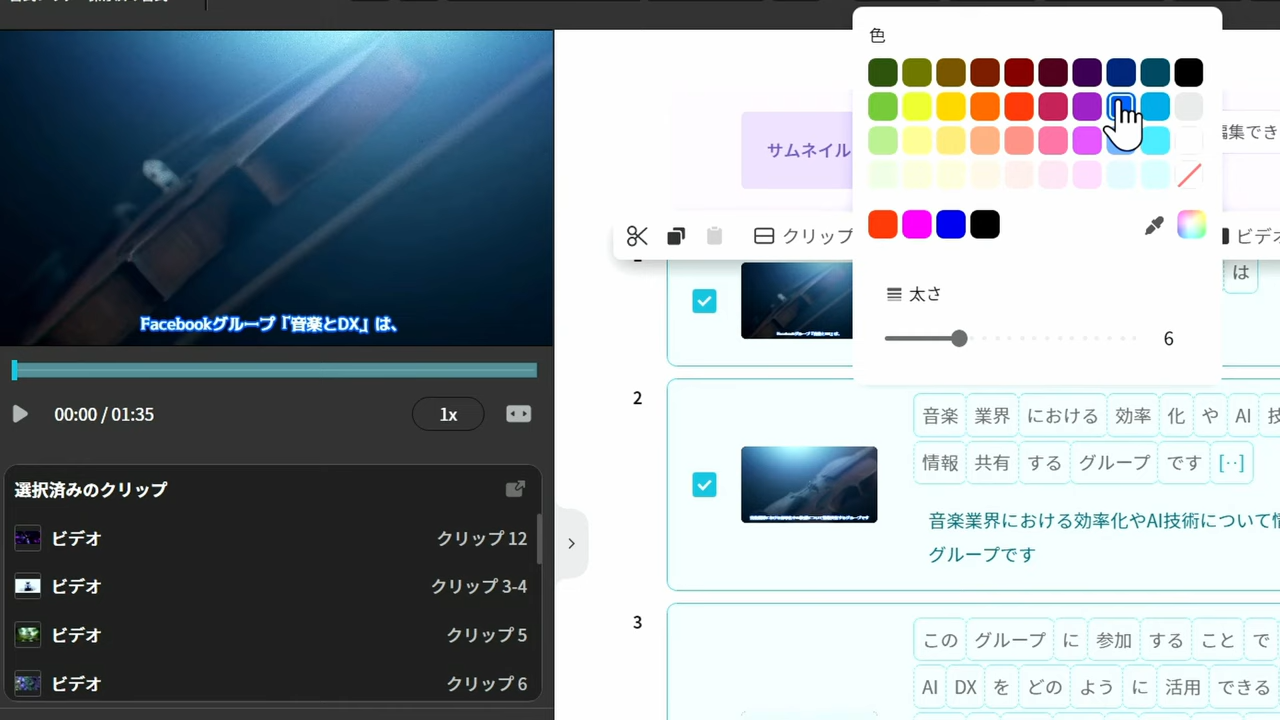 Facebookグループ『音楽とDX』は、
00:00 / 01:35
1x
選択済みのクリップ
ビデオ
クリップ 12
ビデオ
クリップ 3-4
ビデオ
クリップ 5
ビデオ
クリップ 6
色
太さ
6
サムネイル
編集でき
クリップ
ビデオ
は
2
音楽 業界 における 効率 化 や AI 技
情報 共有 する グループ です [··]
音楽業界における効率化やAI技術について情
グループです
3
この グループ に 参加 する こと で
AI DX を どの よう に 活用 できる